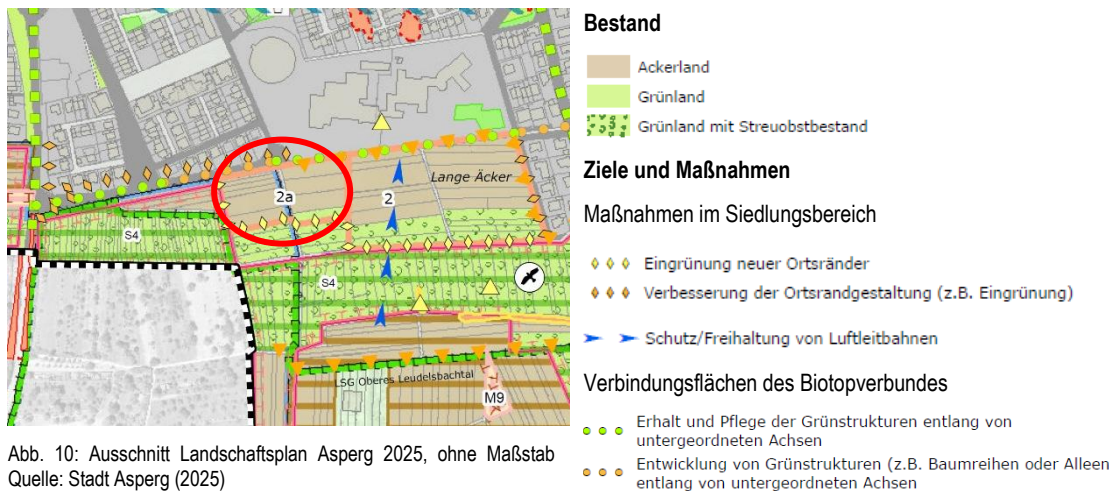 2a
2
Lange Äcker
S4
S4
LSG Oberes Leudelsbachtal
M9
Abb. 10: Ausschnitt Landschaftsplan Asperg 2025, ohne Maßstab
Quelle: Stadt Asperg (2025)
Bestand
Ackerland
Grünland
Grünland mit Streuobstbestand
Ziele und Maßnahmen
Maßnahmen im Siedlungsbereich
Eingrünung neuer Ortsränder
Verbesserung der Ortsrandgestaltung (z.B. Eingrünung)
Schutz/Freihaltung von Luftleitbahnen
Verbindungsflächen des Biotopverbundes
Erhalt und Pflege der Grünstrukturen entlang von
untergeordneten Achsen
Entwicklung von Grünstrukturen (z.B. Baumreihen oder Alleen
entlang von untergeordneten Achsen